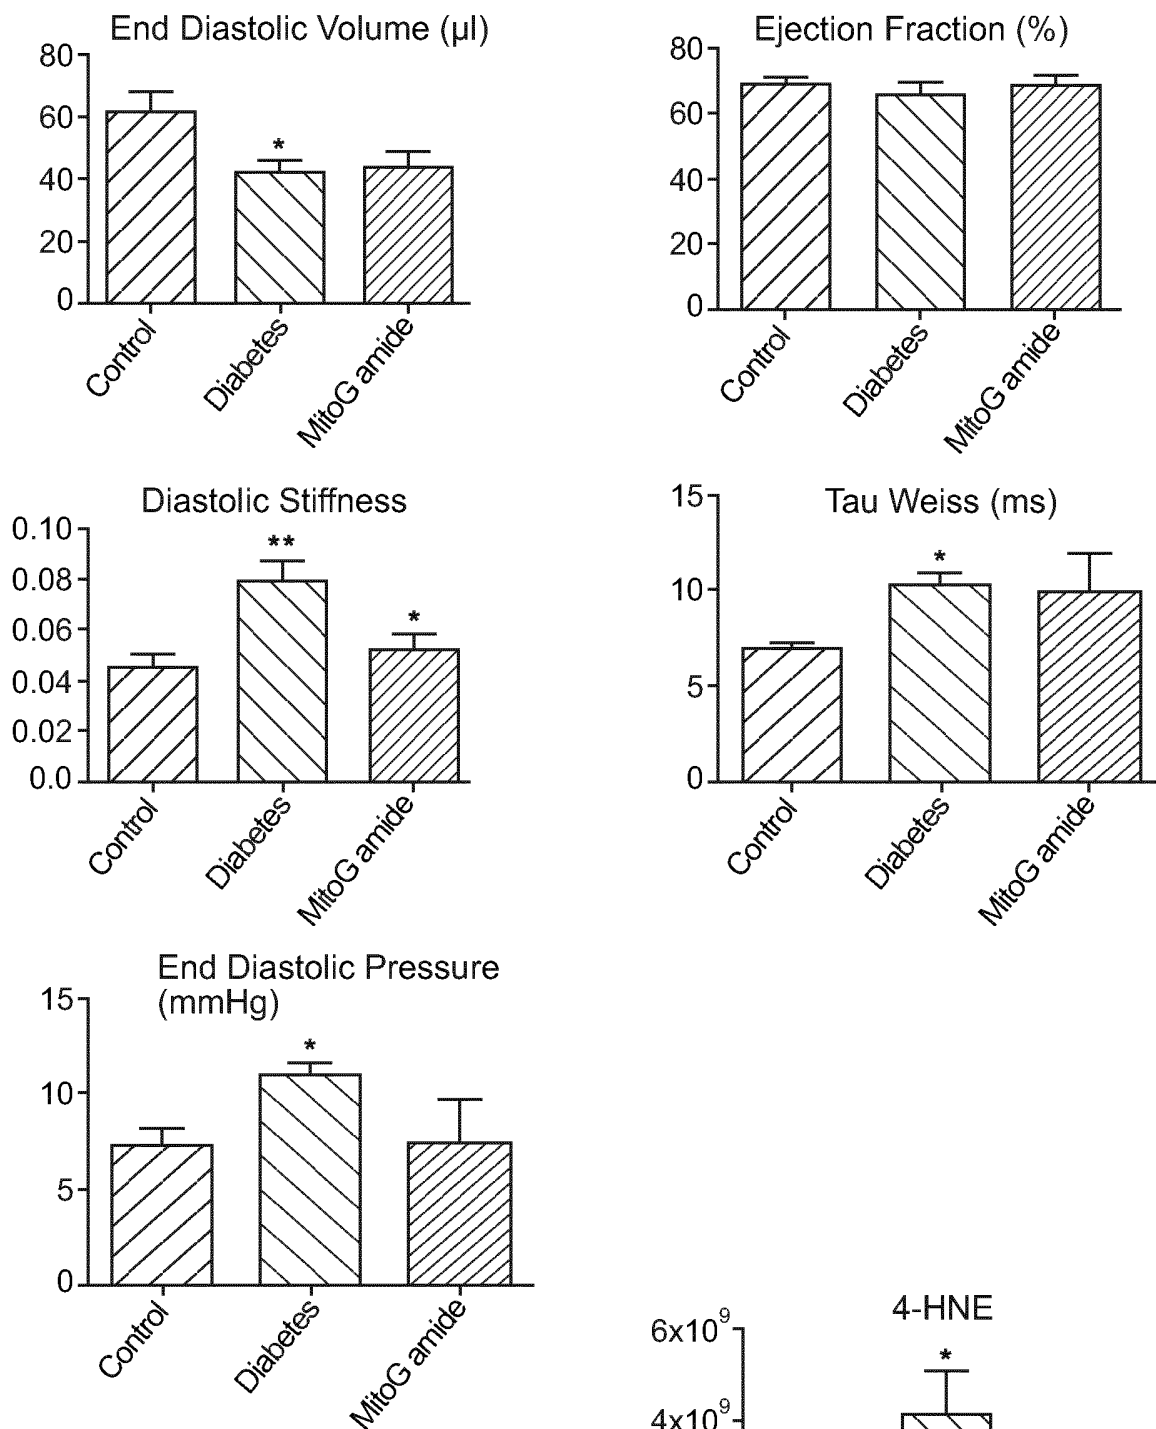 End Diastolic Volume (µl)
80
60
40
20
0
*
Control
Diabetes
MitoG amide
Ejection Fraction (%)
80
60
40
20
0
Control
Diabetes
MitoG amide
Diastolic Stiffness
0.10
0.08
0.06
0.04
0.02
0.0
**
*
Control
Diabetes
MitoG amide
Tau Weiss (ms)
15
10
5
0
*
Control
Diabetes
MitoG amide
End Diastolic Pressure
(mmHg)
15
10
5
0
*
Control
Diabetes
MitoG amide
4-HNE
6x10⁹
4x10⁹
*